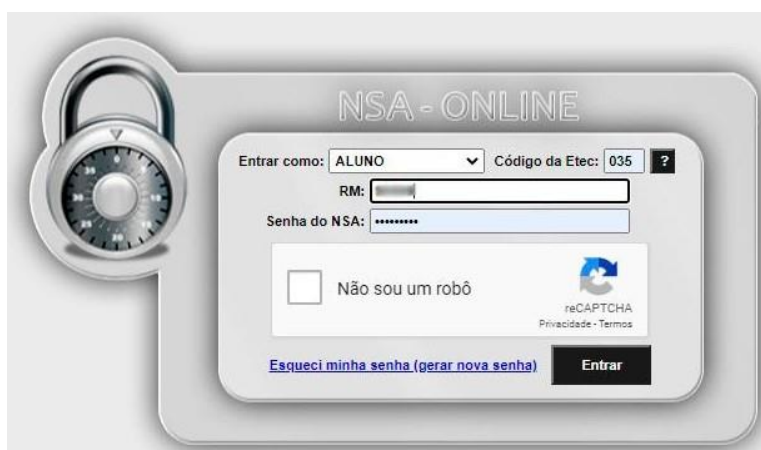 NSA - ONLINE
Entrar como: ALUNO Código da Etec: 035 ?
RM:
Senha do NSA: •••••••••
Não sou um robô
reCAPTCHA
Privacidade - Termos
Esqueci minha senha (gerar nova senha) Entrar